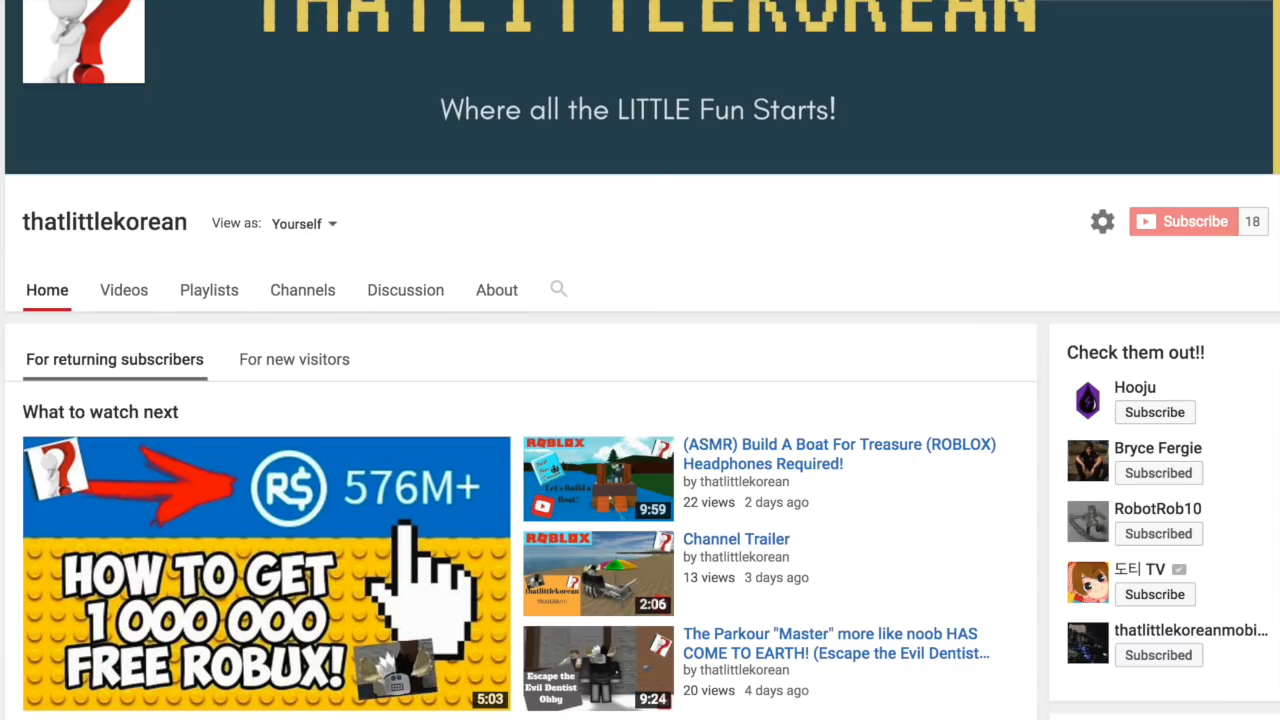 THATLITTLEKOREAN
Where all the LITTLE Fun Starts!
thatlittlekorean View as: Yourself
Subscribe 18
Home Videos Playlists Channels Discussion About
For returning subscribers For new visitors
What to watch next
R$ 576M+
HOW TO GET
1 000 000
FREE ROBUX!
5:03
ROBLOX
Let's Build a
Boat!
9:59
(ASMR) Build A Boat For Treasure (ROBLOX)
Headphones Required!
by thatlittlekorean
22 views 2 days ago
ROBLOX
thatlittlekorean
2:06
Channel Trailer
by thatlittlekorean
13 views 3 days ago
Escape the
Evil Dentist
Obby
9:24
The Parkour "Master" more like noob HAS
COME TO EARTH! (Escape the Evil Dentist...
by thatlittlekorean
20 views 4 days ago
Check them out!!
Hooju
Subscribe
Bryce Fergie
Subscribed
RobotRob10
Subscribed
도티 TV
Subscribe
thatlittlekoreanmobi...
Subscribed